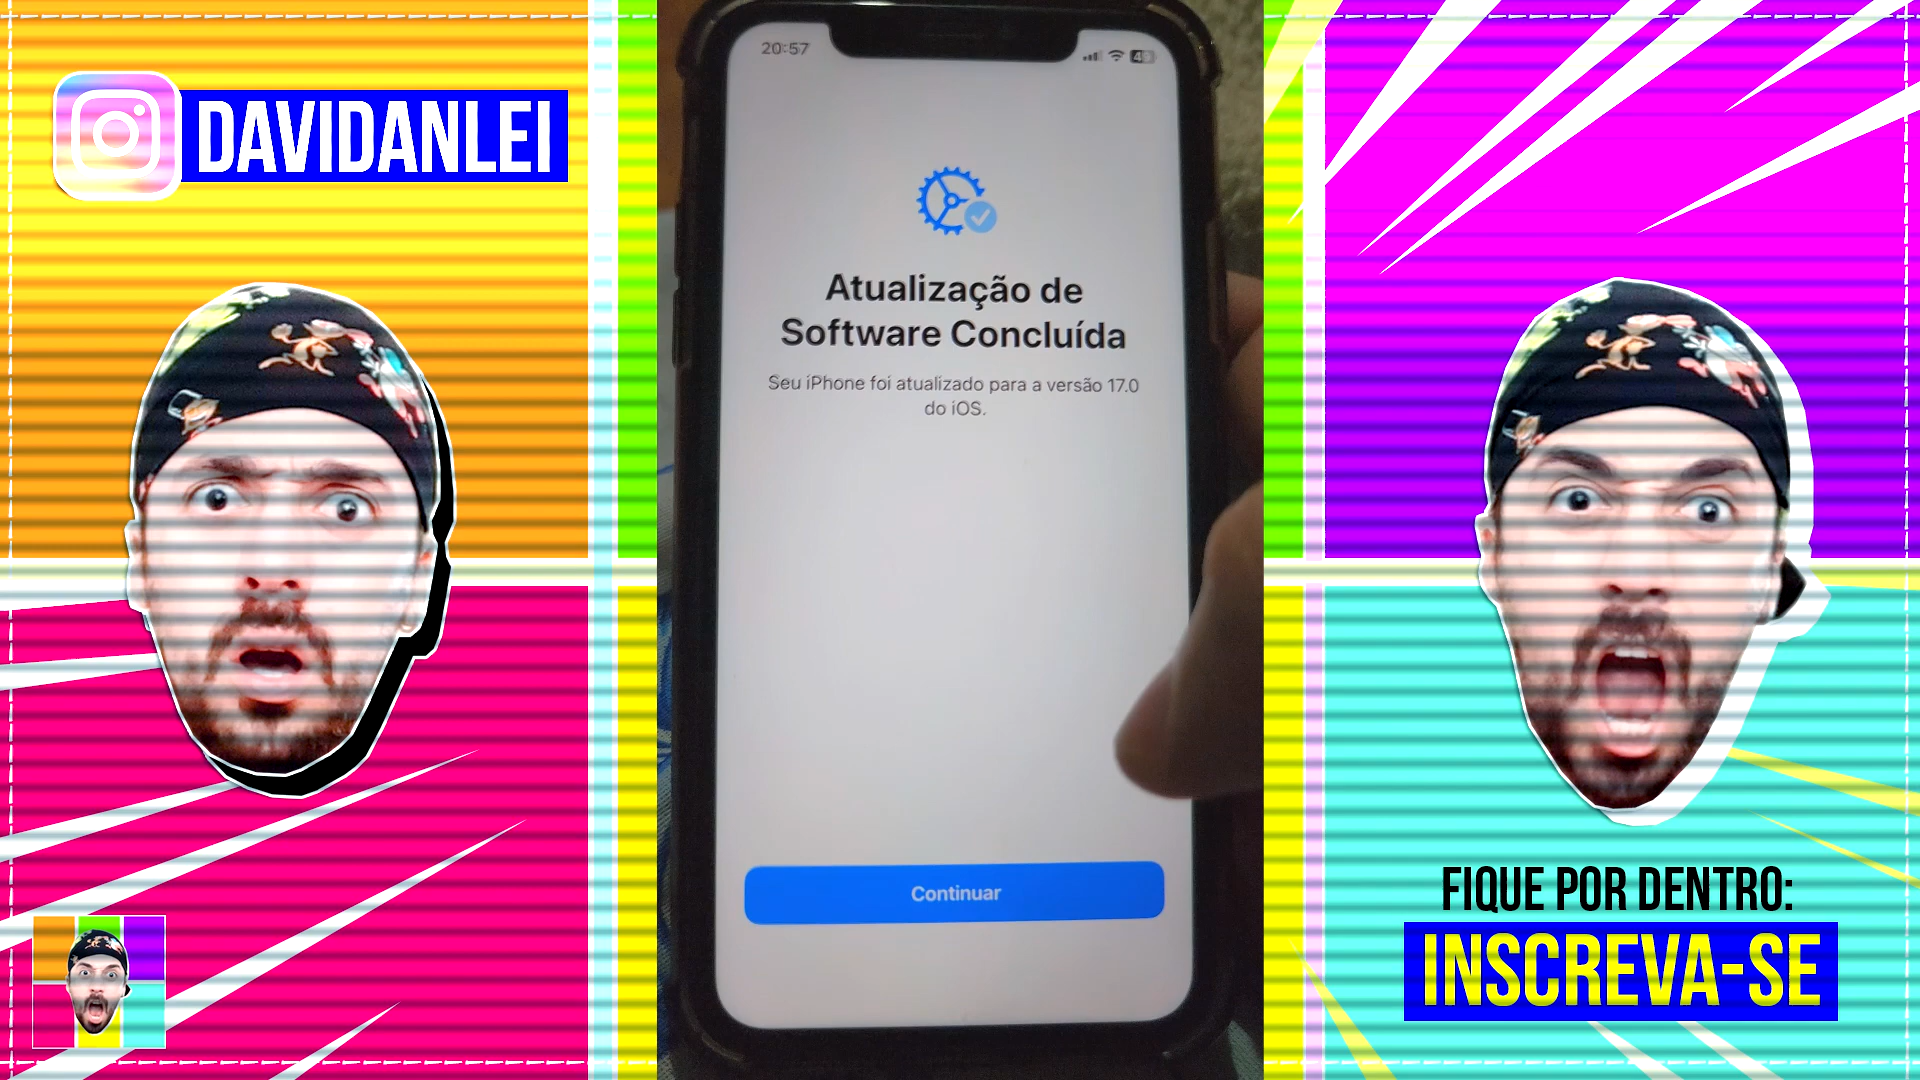 DAVIDANLEI
20:57
Atualização de
Software Concluída
Seu iPhone foi atualizado para a versão 17.0
do iOS.
Continuar
FIQUE POR DENTRO:
INSCREVA-SE